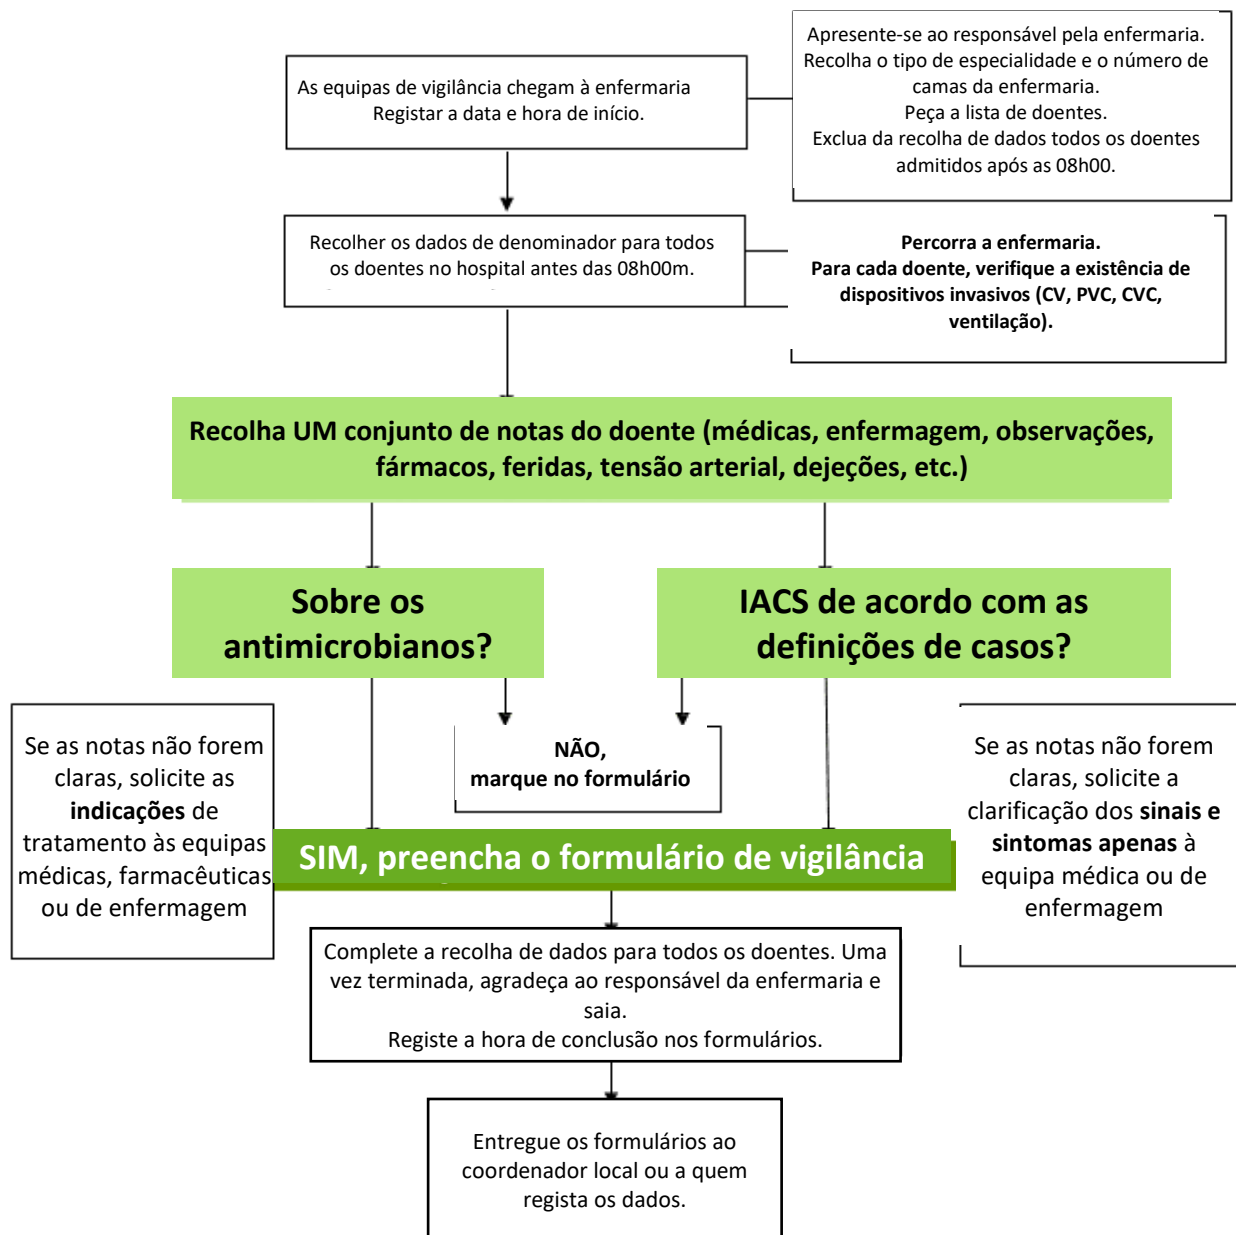 As equipas de vigilância chegam à enfermaria
Registar a data e hora de início.
Apresente-se ao responsável pela enfermaria.
Recolha o tipo de especialidade e o número de
camas da enfermaria.
Peça a lista de doentes.
Exclua da recolha de dados todos os doentes
admitidos após as 08h00.
Recolher os dados de denominador para todos
os doentes no hospital antes das 08h00m.
Percorra a enfermaria.
Para cada doente, verifique a existência de
dispositivos invasivos (CV, PVC, CVC,
ventilação).
Recolha UM conjunto de notas do doente (médicas, enfermagem, observações,
fármacos, feridas, tensão arterial, dejeções, etc.)
Sobre os
antimicrobianos?
IACS de acordo com as
definições de casos?
Se as notas não forem
claras, solicite as
indicações de
tratamento às equipas
médicas, farmacêuticas
ou de enfermagem
NÃO,
marque no formulário
Se as notas não forem
claras, solicite a
clarificação dos sinais e
sintomas apenas à
equipa médica ou de
enfermagem
SIM, preencha o formulário de vigilância
Complete a recolha de dados para todos os doentes. Uma
vez terminada, agradeça ao responsável da enfermaria e
saia.
Registe a hora de conclusão nos formulários.
Entregue os formulários ao
coordenador local ou a quem
regista os dados.